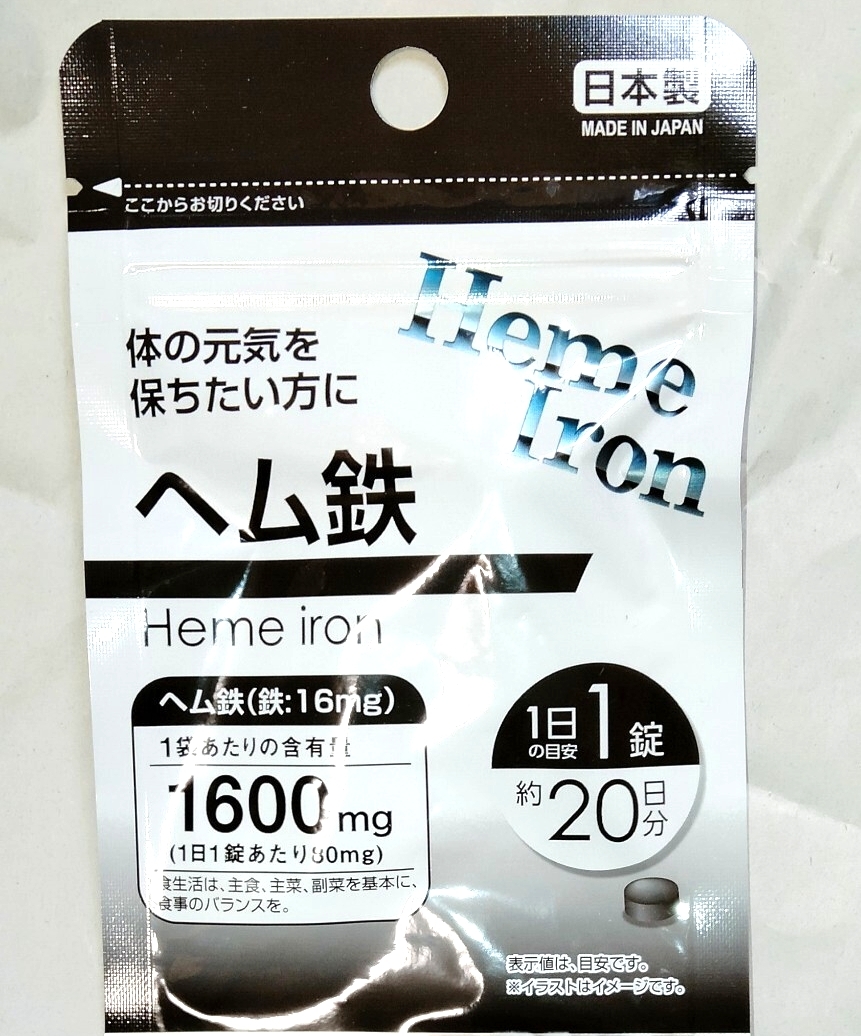 日本製
MADE IN JAPAN
ここからお切りください
Heme
Iron
体の元気を
保ちたい方に
ヘム鉄
Heme iron
ヘム鉄(鉄:16mg)
1袋あたりの含有量
1600mg
(1日1錠あたり80mg)
食生活は、主食、主菜、副菜を基本に、
食事のバランスを。
1日
の目安
1錠
約20日分
表示値は、目安です。
※イラストはイメージです。